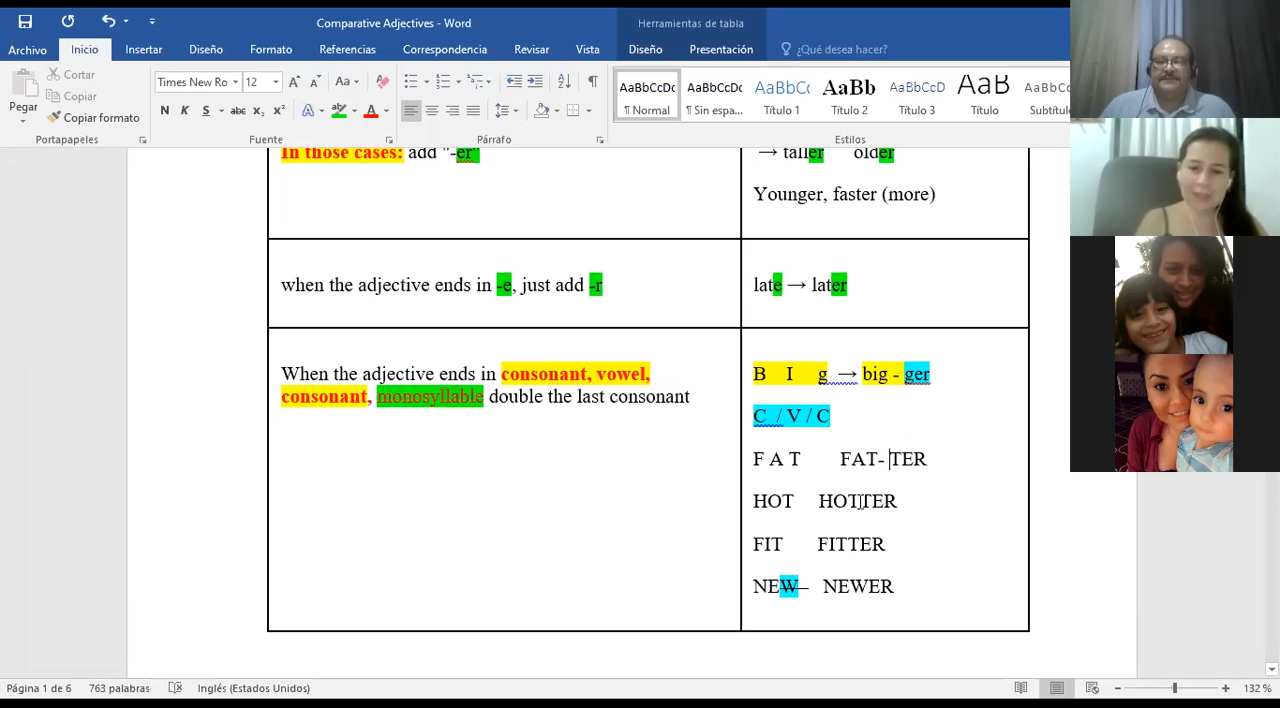 Comparative Adjectives - Word
Herramientas de tabla
Archivo Inicio Insertar Diseño Formato Referencias Correspondencia Revisar Vista Diseño Presentación ¿Qué desea hacer?
Pegar
Cortar
Copiar
Copiar formato
Portapapeles
Times New Ro 12
Fuente
Párrafo
AaBbCcDc AaBbCcDc AaBbCc AaBb AaBbCcD AaB AaBbCcD
¶ Normal ¶ Sin espa... Título 1 Título 2 Título 3 Título Subtítulo
Estilos
In those cases: add "-er"
→ taller older
Younger, faster (more)
when the adjective ends in -e, just add -r
late → later
When the adjective ends in consonant, vowel,
consonant, monosyllable double the last consonant
B I g → big - ger
C / V / C
F A T FAT- TER
HOT HOTTER
FIT FITTER
NEW NEWER
Página 1 de 6 763 palabras Inglés (Estados Unidos) 132 %